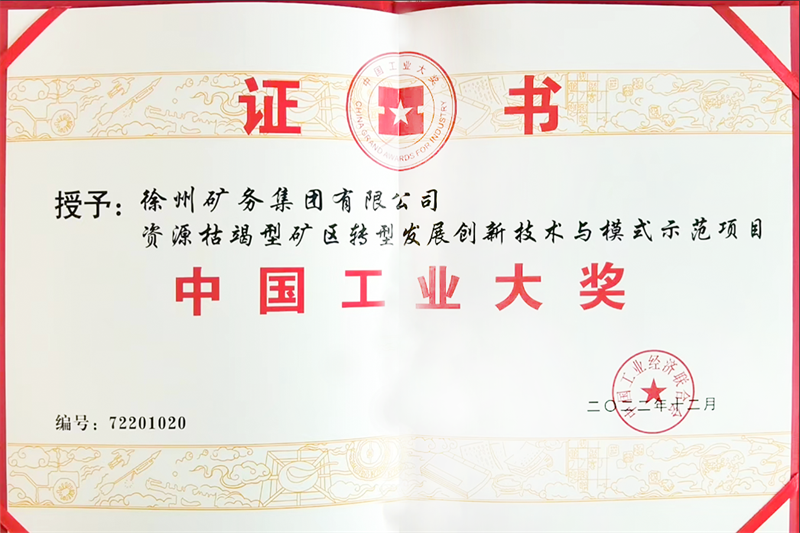 证 书
中国工业大奖
CHINA GRAND AWARDS FOR INDUSTRY
授予：徐州矿务集团有限公司
资源枯竭型矿区转型发展创新技术与模式示范项目
中国工业大奖
中国工业经济联合会
二〇二二年十二月
编号：72201020